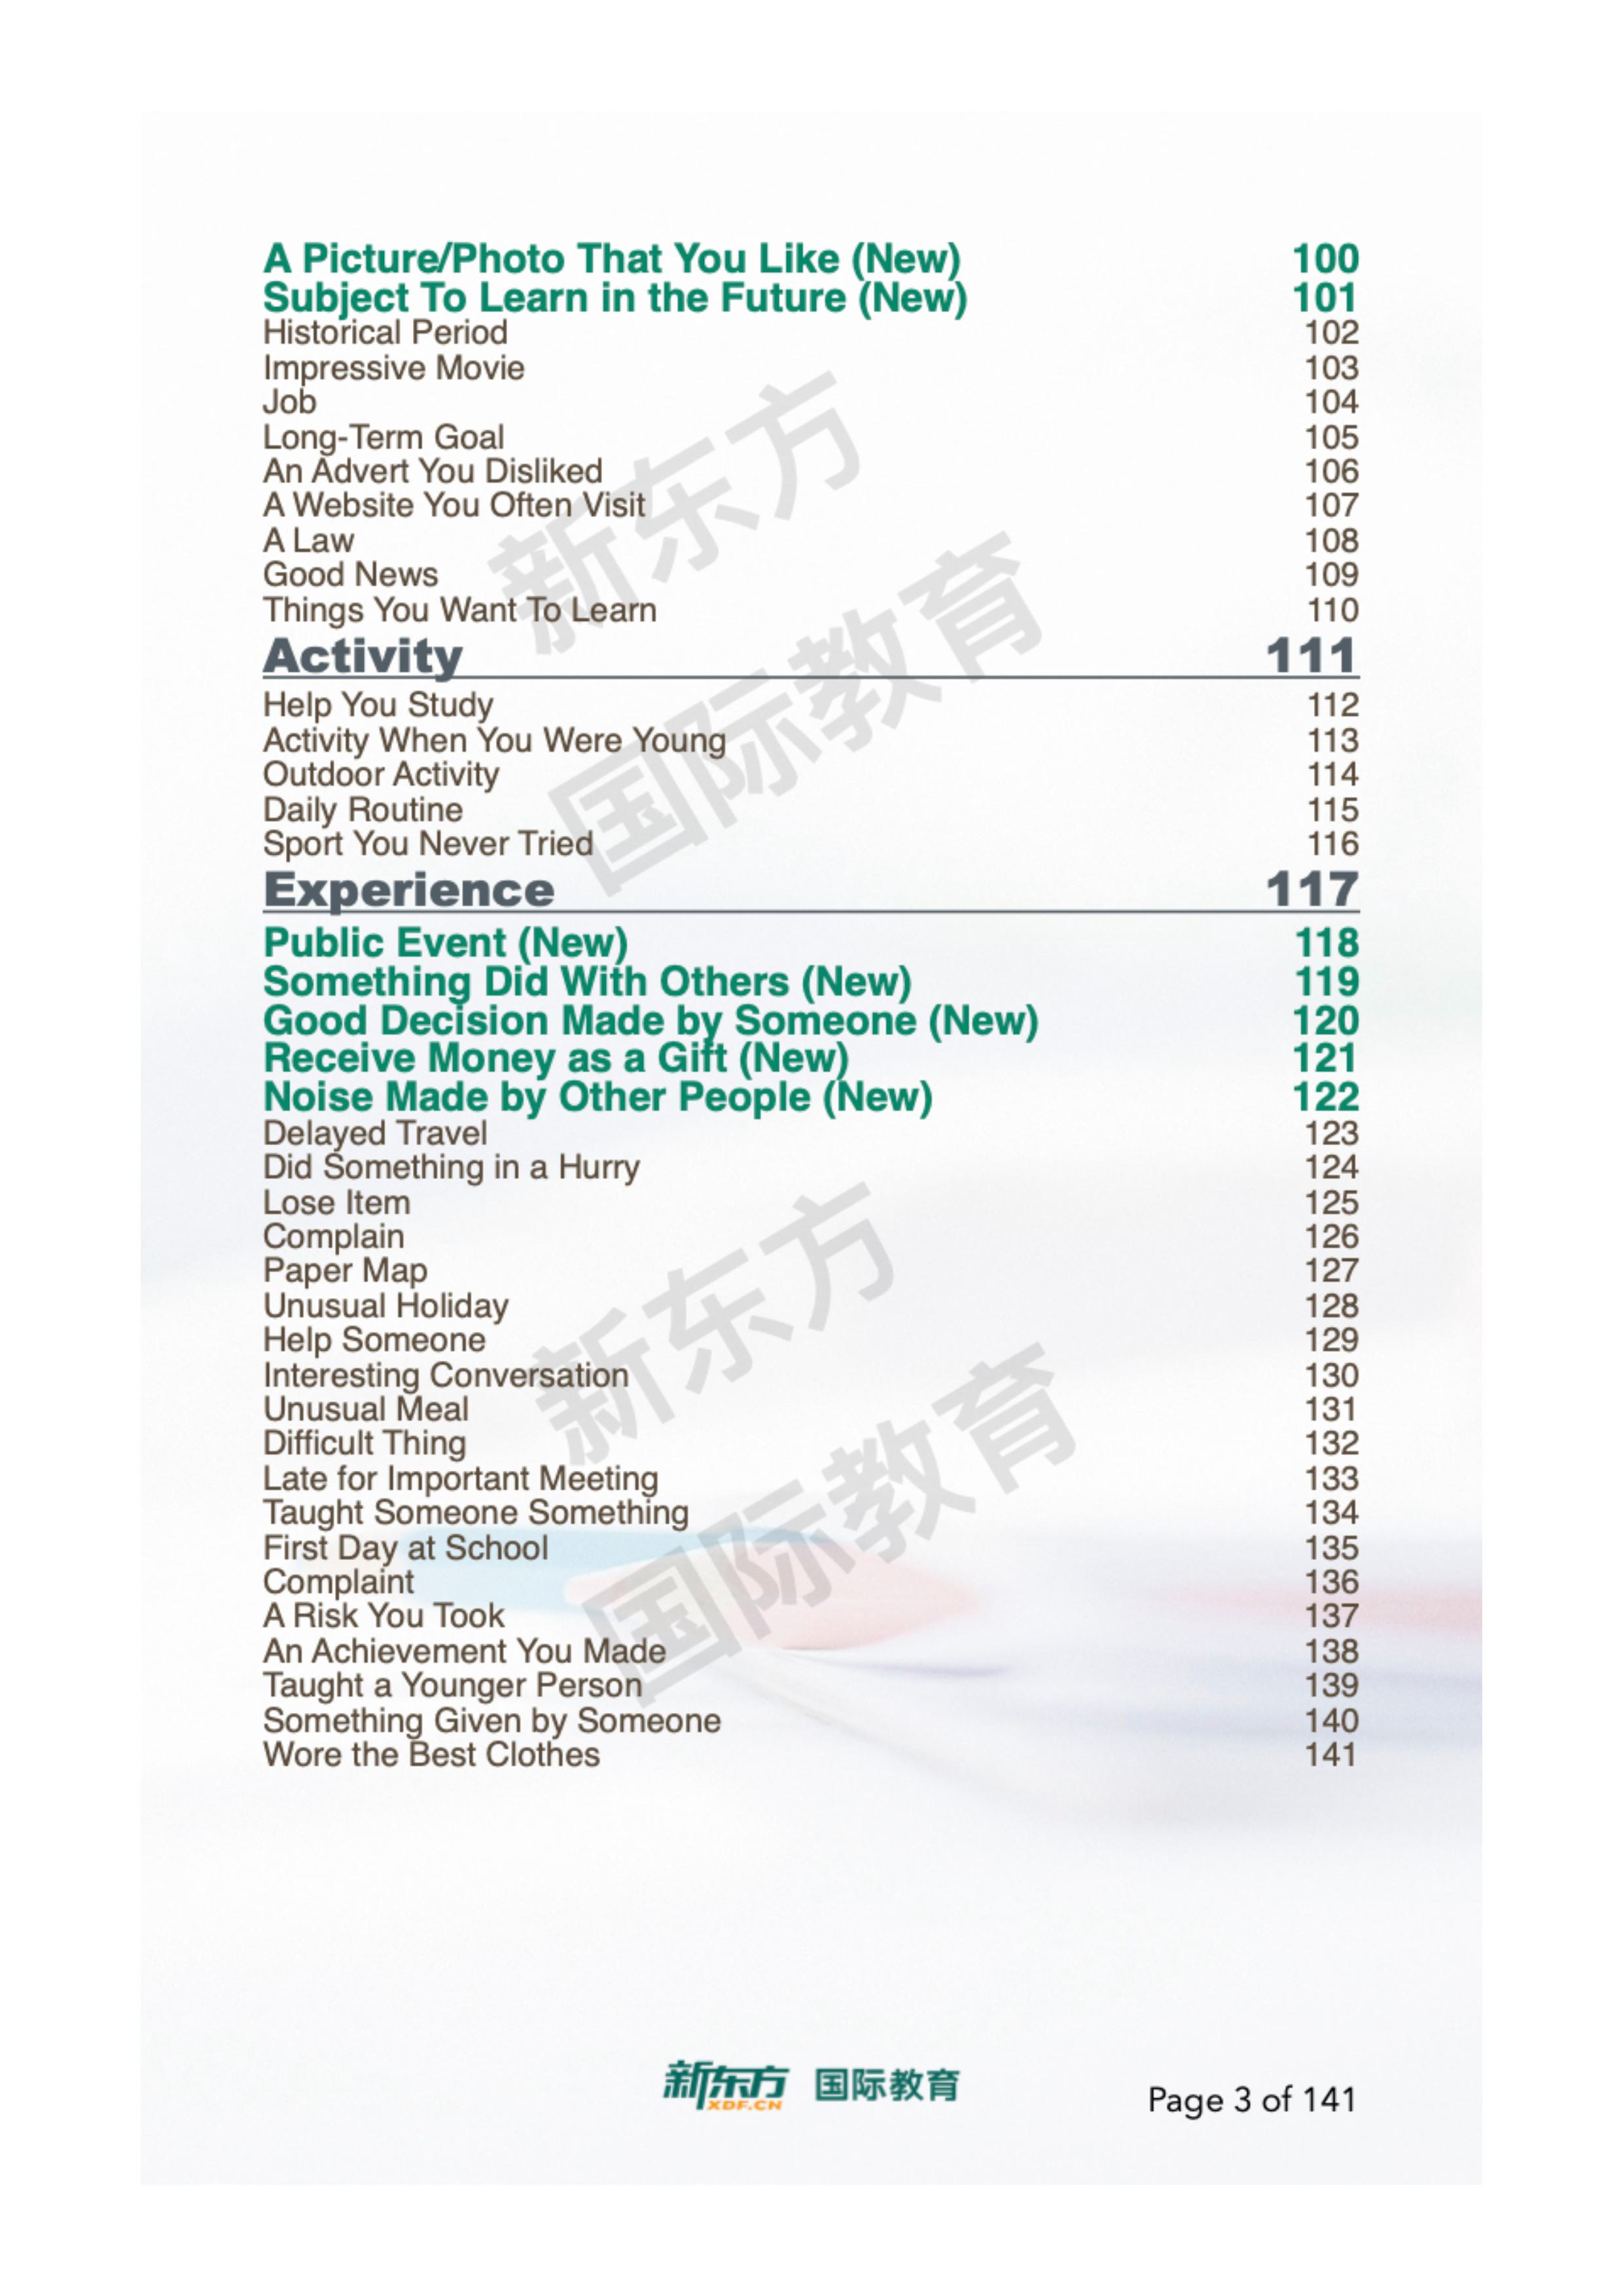 A Picture/Photo That You Like (New) 100
Subject To Learn in the Future (New) 101
Historical Period 102
Impressive Movie 103
Job 104
Long-Term Goal 105
An Advert You Disliked 106
A Website You Often Visit 107
A Law 108
Good News 109
Things You Want To Learn 110
Activity 111
Help You Study 112
Activity When You Were Young 113
Outdoor Activity 114
Daily Routine 115
Sport You Never Tried 116
Experience 117
Public Event (New) 118
Something Did With Others (New) 119
Good Decision Made by Someone (New) 120
Receive Money as a Gift (New) 121
Noise Made by Other People (New) 122
Delayed Travel 123
Did Something in a Hurry 124
Lose Item 125
Complain 126
Paper Map 127
Unusual Holiday 128
Help Someone 129
Interesting Conversation 130
Unusual Meal 131
Difficult Thing 132
Late for Important Meeting 133
Taught Someone Something 134
First Day at School 135
Complaint 136
A Risk You Took 137
An Achievement You Made 138
Taught a Younger Person 139
Something Given by Someone 140
Wore the Best Clothes 141
新东方
国际教育
新东方
国际教育
新东方 XDF.CN 国际教育
Page 3 of 141